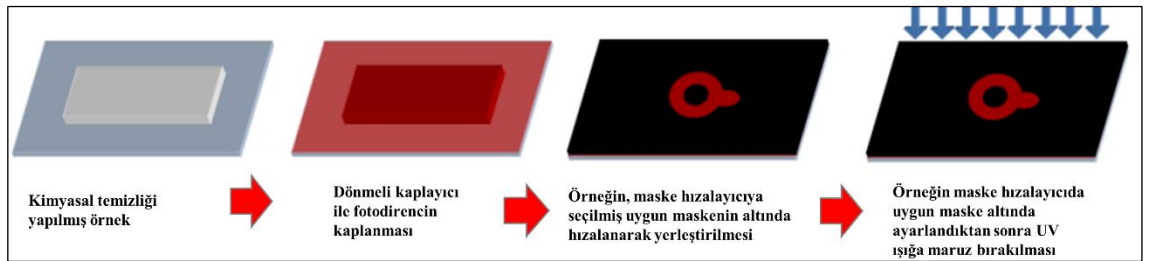 Kimyasal temizliği
yapılmış örnek
Dönmeli kaplayıcı
ile fotodirencin
kaplanması
Örneğin, maske hızalayıcıya
seçilmiş uygun maskenin altında
hızalanarak yerleştirilmesi
Örneğin maske hızalayıcıda
uygun maske altında
ayarlandıktan sonra UV
ışığa maruz bırakılması